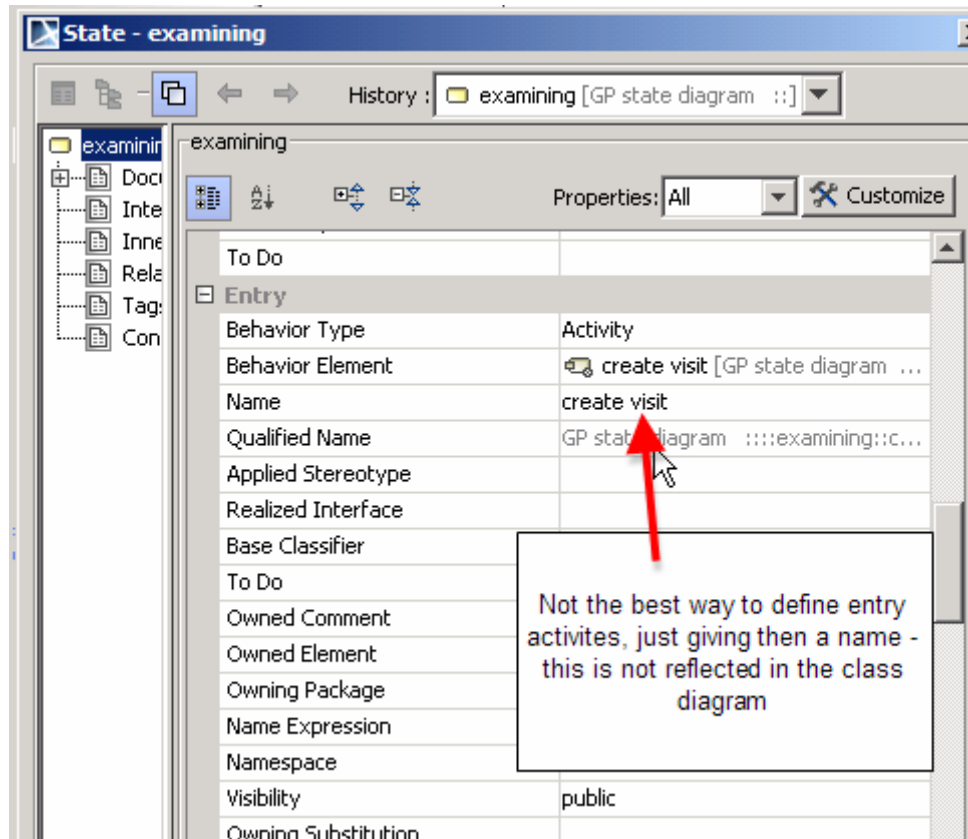 State - examining
History : examining [GP state diagram ::]
examinin
Docu
Inte
Inne
Rela
Tags
Con
examining
Properties: All Customize
To Do
Entry
Behavior Type Activity
Behavior Element create visit [GP state diagram ...
Name create visit
Qualified Name GP state diagram ::::examining::c...
Applied Stereotype
Realized Interface
Base Classifier
To Do
Owned Comment
Owned Element
Owning Package
Name Expression
Namespace
Visibility public
Owning Substitution
Not the best way to define entry
activites, just giving then a name -
this is not reflected in the class
diagram